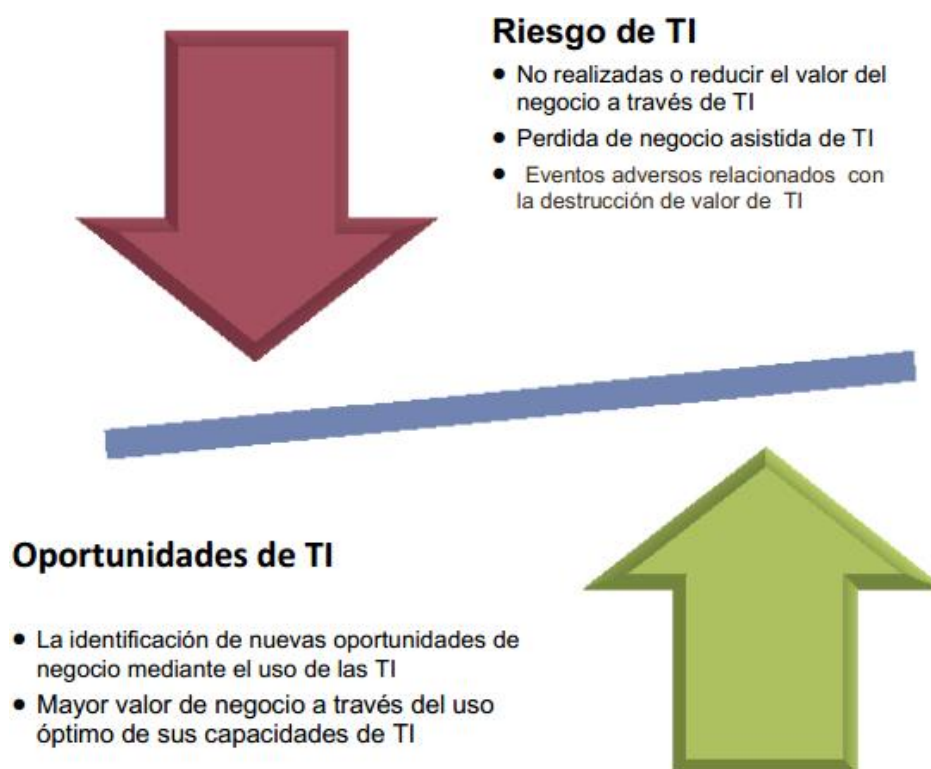 Riesgo de TI
• No realizadas o reducir el valor del
negocio a través de TI
• Perdida de negocio asistida de TI
• Eventos adversos relacionados con
la destrucción de valor de TI
Oportunidades de TI
• La identificación de nuevas oportunidades de
negocio mediante el uso de las TI
• Mayor valor de negocio a través del uso
óptimo de sus capacidades de TI